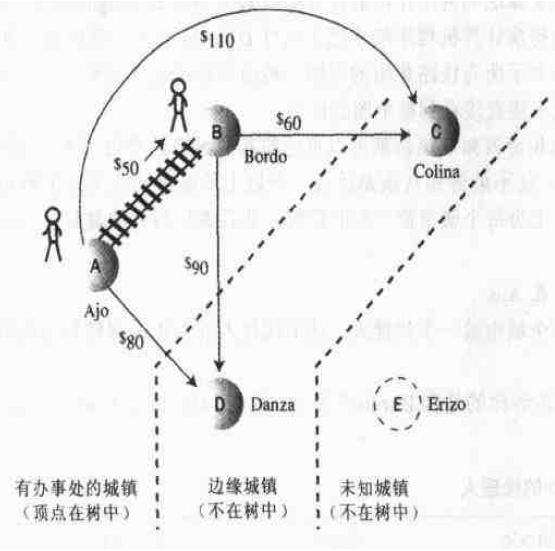 $110
B
$60
C
$50
Bordo
Colina
A
$90
Ajo
$80
D
Danza
E
Erizo
有办事处的城镇
(顶点在树中)
边缘城镇
(不在树中)
未知城镇
(不在树中)